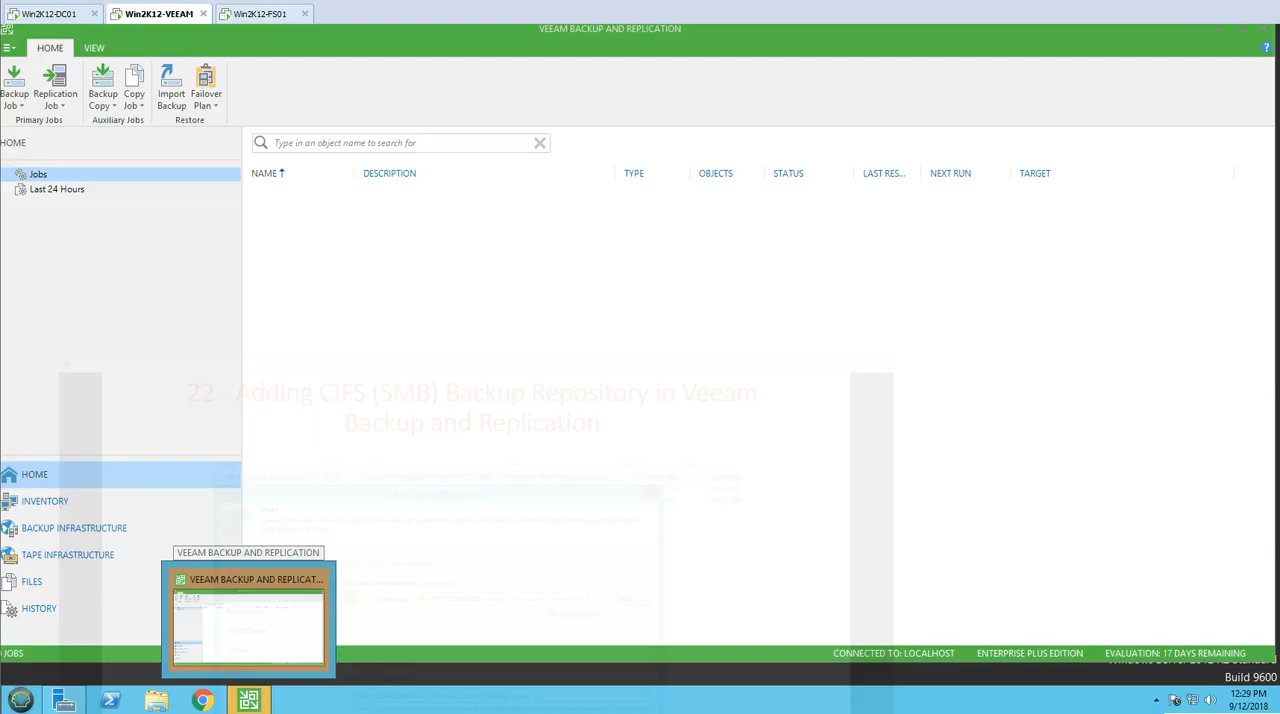 Win2K12-DC01 Win2K12-VEEAM Win2K12-FS01
VEEAM BACKUP AND REPLICATION
HOME VIEW
Backup Job Replication Job Backup Copy Copy Job Import Backup Failover Plan
Primary Jobs Auxiliary Jobs Restore
HOME
Type in an object name to search for
Jobs
Last 24 Hours
NAME DESCRIPTION TYPE OBJECTS STATUS LAST RES... NEXT RUN TARGET
22 - Adding CIFS (SMB) Backup Repository in Veeam
Backup and Replication
HOME
INVENTORY
BACKUP INFRASTRUCTURE
TAPE INFRASTRUCTURE
FILES
HISTORY
VEEAM BACKUP AND REPLICATION
VEEAM BACKUP AND REPLICAT...
JOBS CONNECTED TO: LOCALHOST ENTERPRISE PLUS EDITION EVALUATION: 17 DAYS REMAINING
Build 9600
12:29 PM
9/12/2018